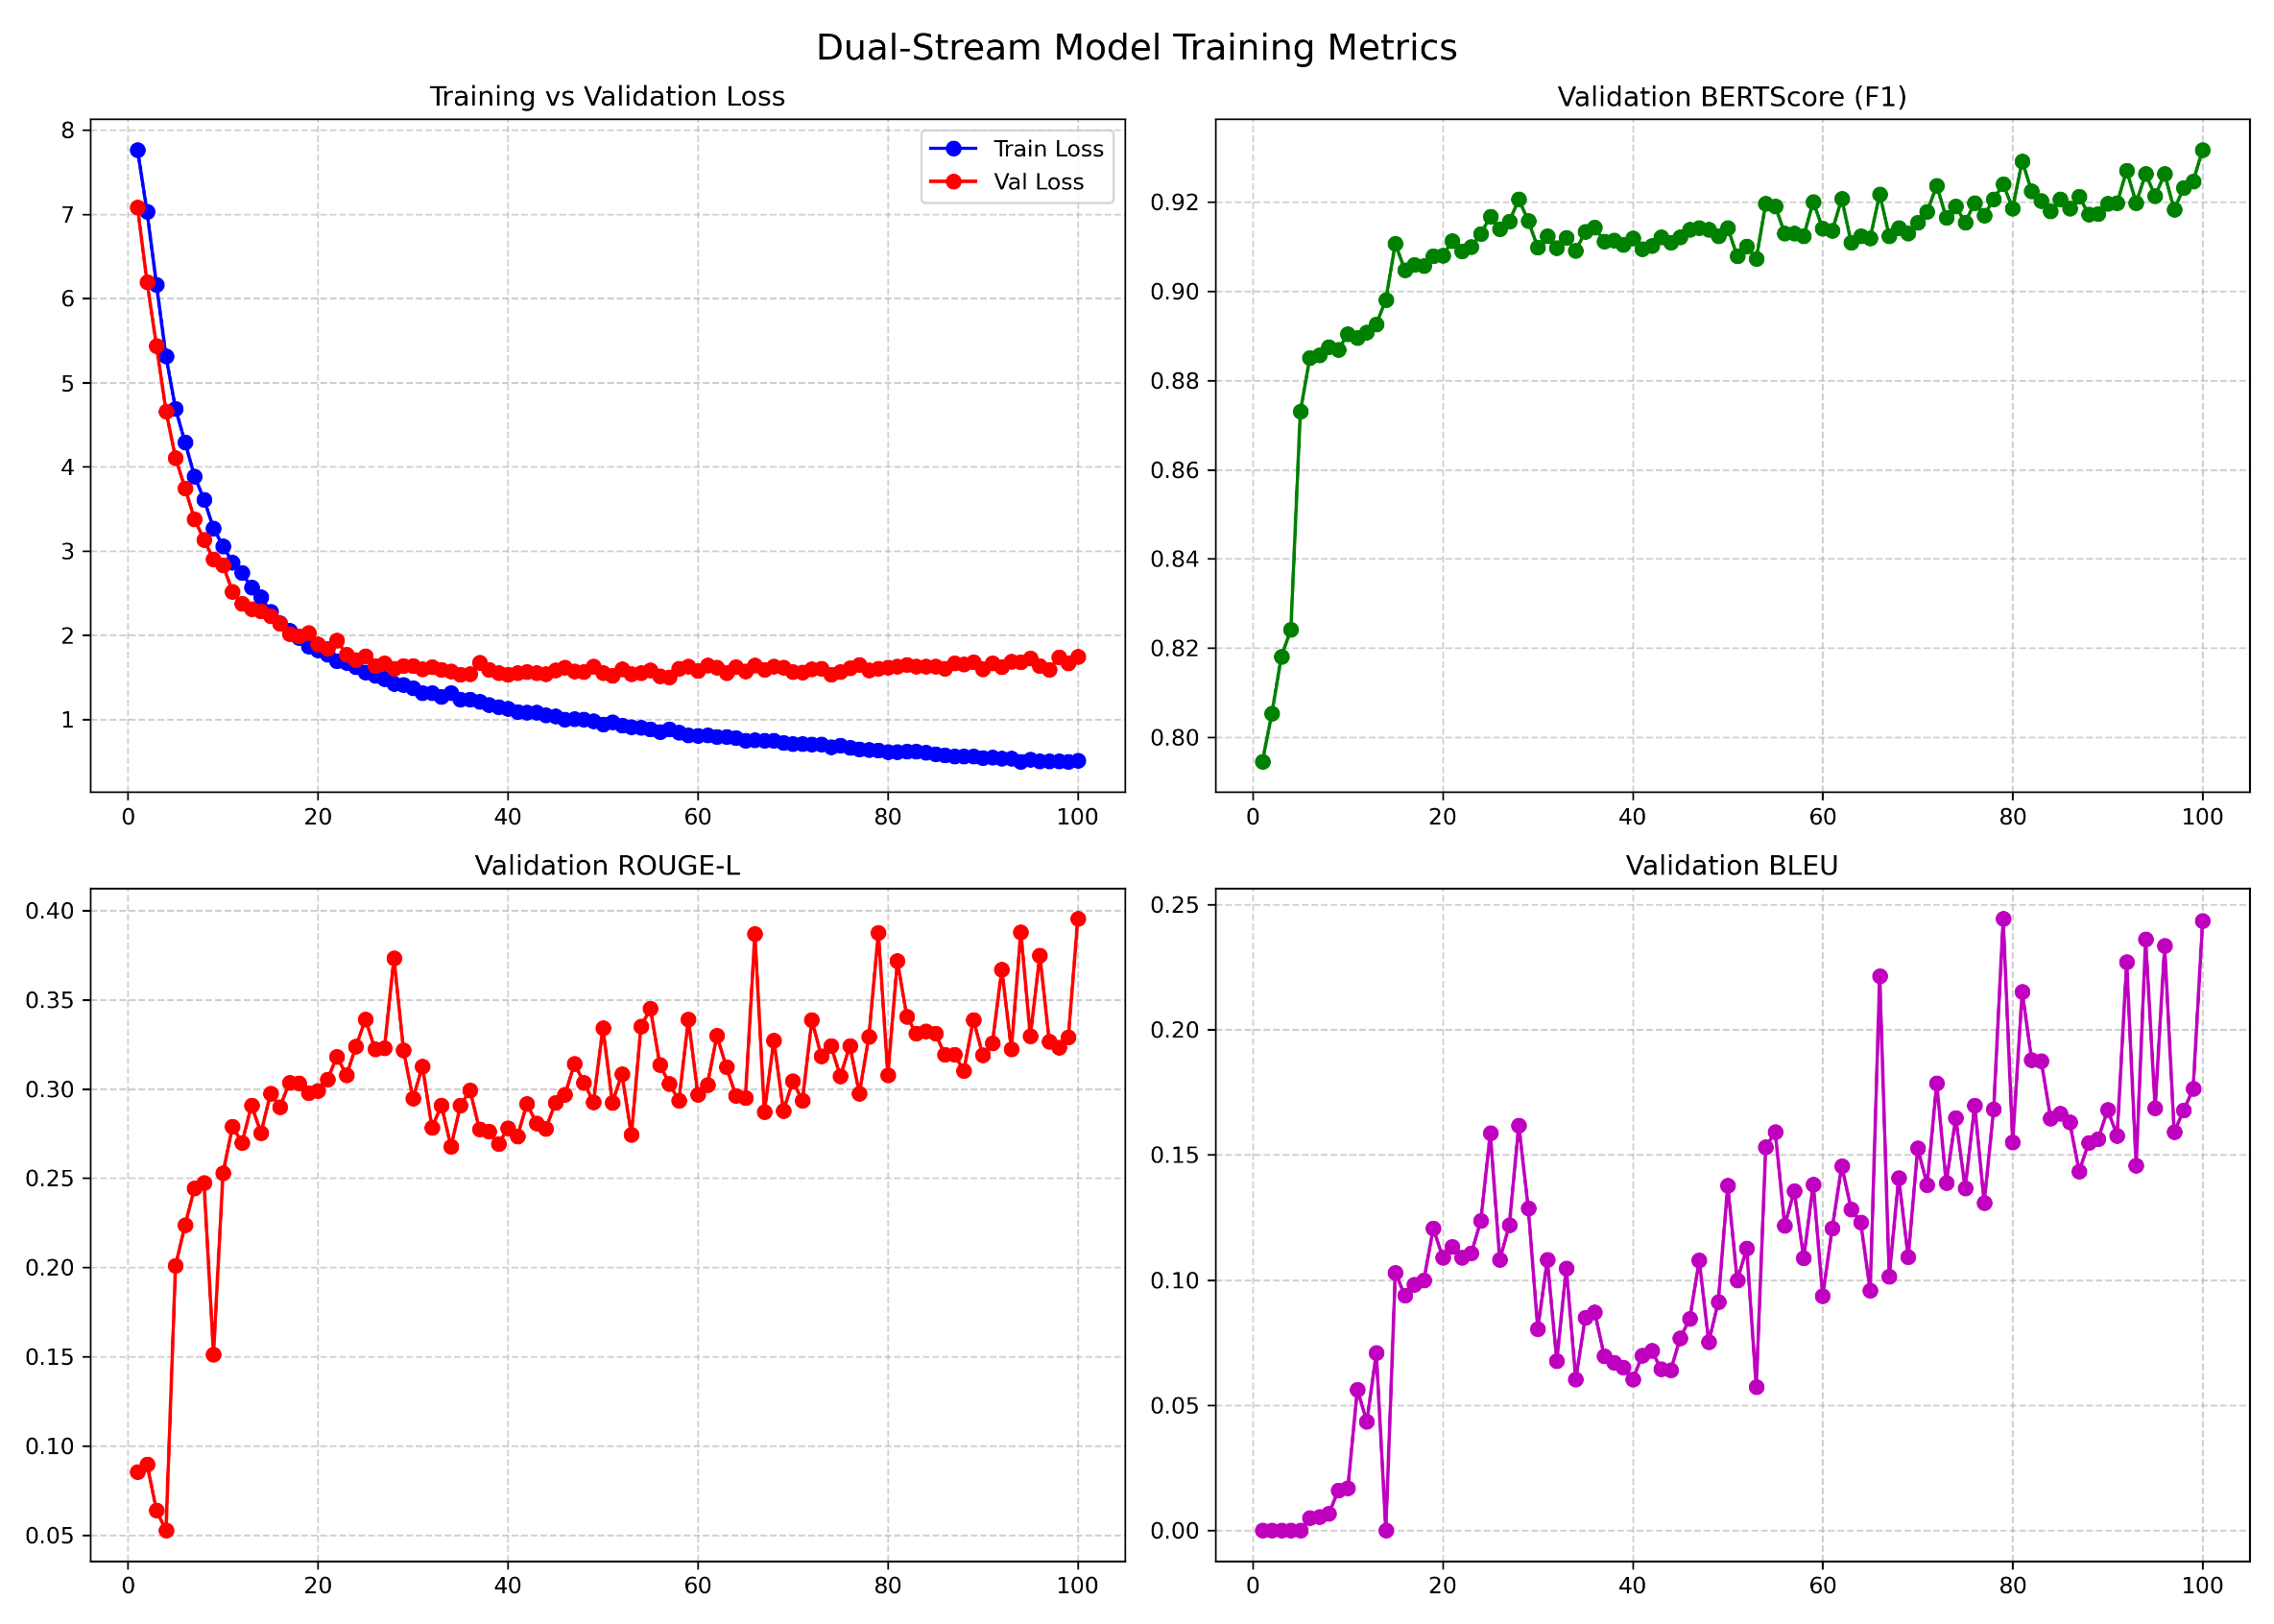 Dual-Stream Model Training Metrics
Training vs Validation Loss
8
7
6
5
4
3
2
1
Train Loss
Val Loss
0 20 40 60 80 100
Validation BERTScore (F1)
0.92
0.90
0.88
0.86
0.84
0.82
0.80
0 20 40 60 80 100
Validation ROUGE-L
0.40
0.35
0.30
0.25
0.20
0.15
0.10
0.05
0 20 40 60 80 100
Validation BLEU
0.25
0.20
0.15
0.10
0.05
0.00
0 20 40 60 80 100